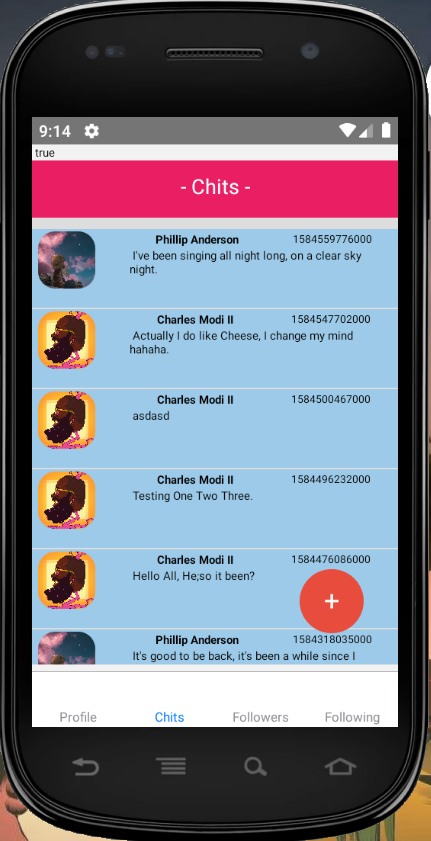 9:14
true
- Chits -
Phillip Anderson 1584559776000
I've been singing all night long, on a clear sky
night.
Charles Modi II 1584547702000
Actually I do like Cheese, I change my mind
hahaha.
Charles Modi II 1584500467000
asdasd
Charles Modi II 1584496232000
Testing One Two Three.
Charles Modi II 1584476086000
Hello All, He;so it been?
+
Phillip Anderson 1584318035000
It's good to be back, it's been a while since I
Profile Chits Followers Following